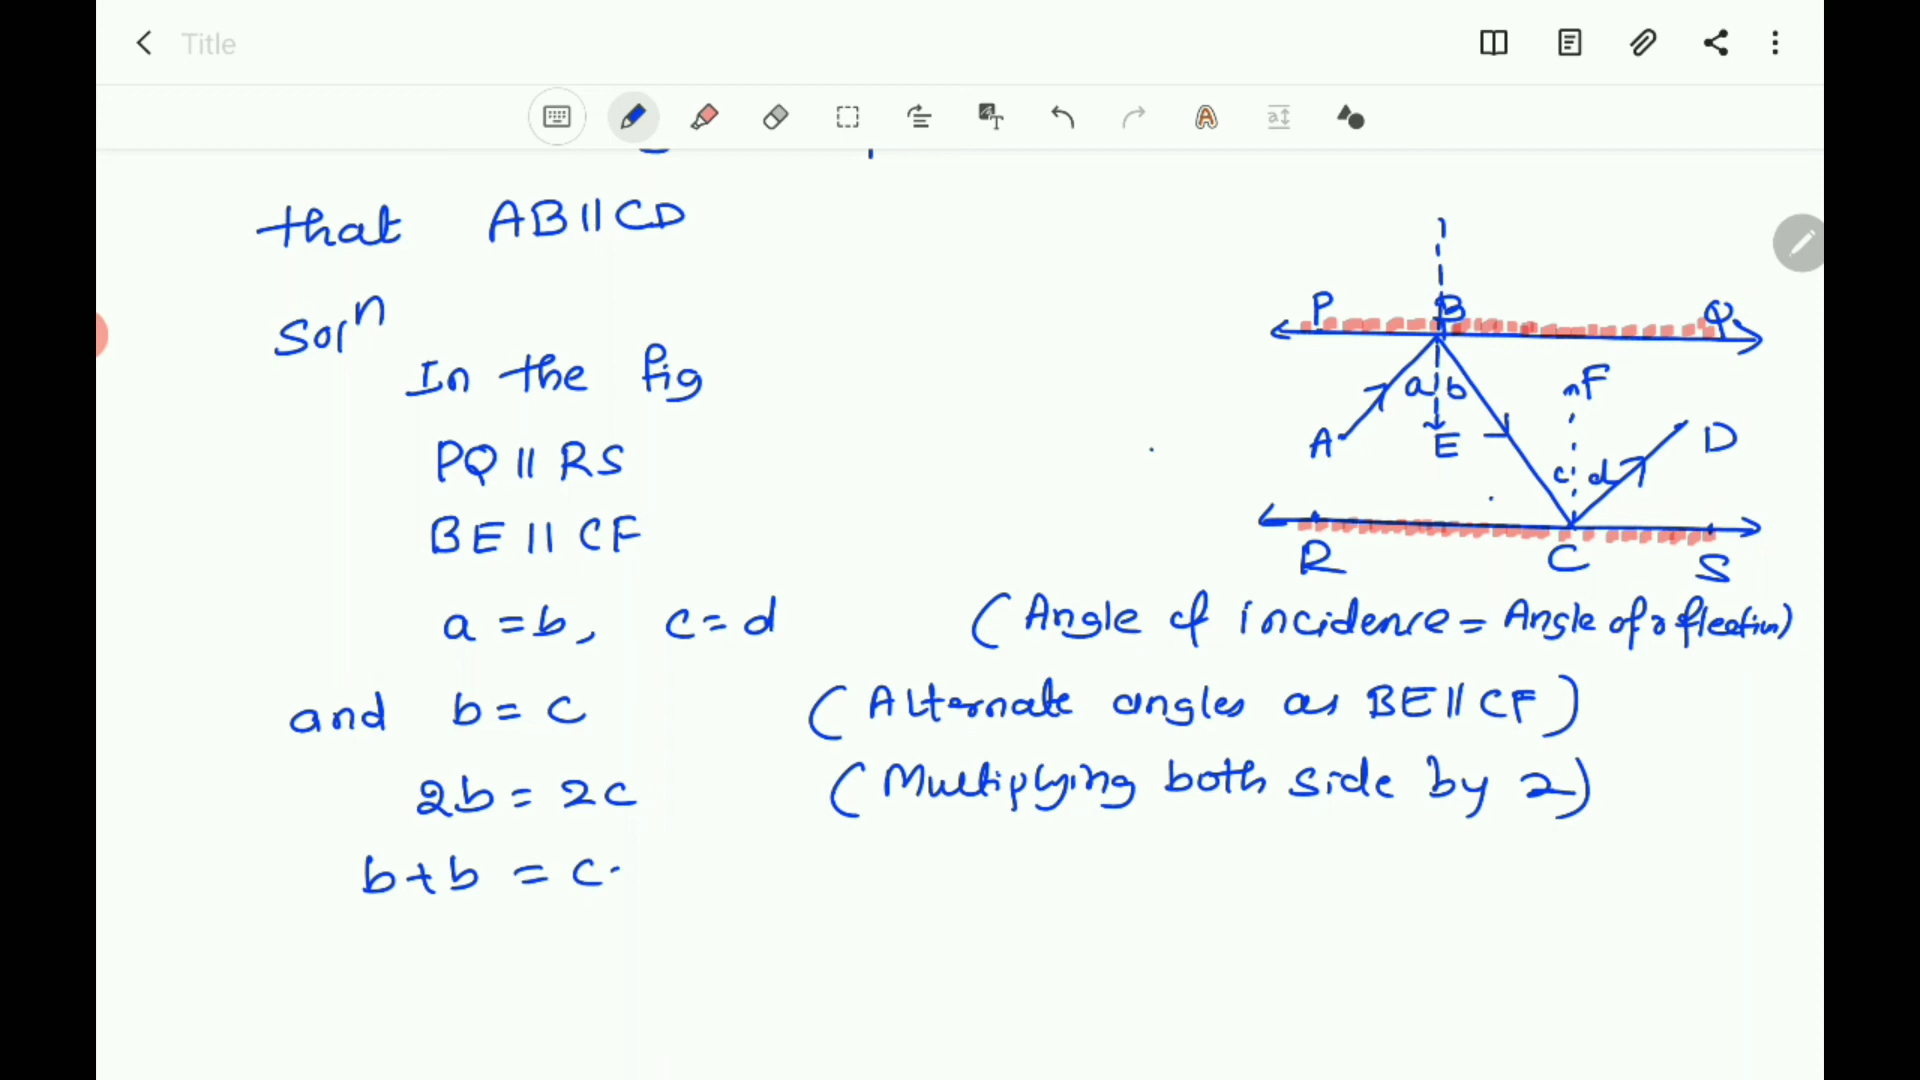 Title
that AB॥CD
Solⁿ
In the fig
PQ ॥ RS
BE ॥ CF
a = b, c = d (Angle of incidence = Angle of reflection)
and b = c (Alternate angles as BE॥CF)
2b = 2c (Multiplying both side by 2)
b+b = c
P B Q
a b F
A E D
c d
R C S